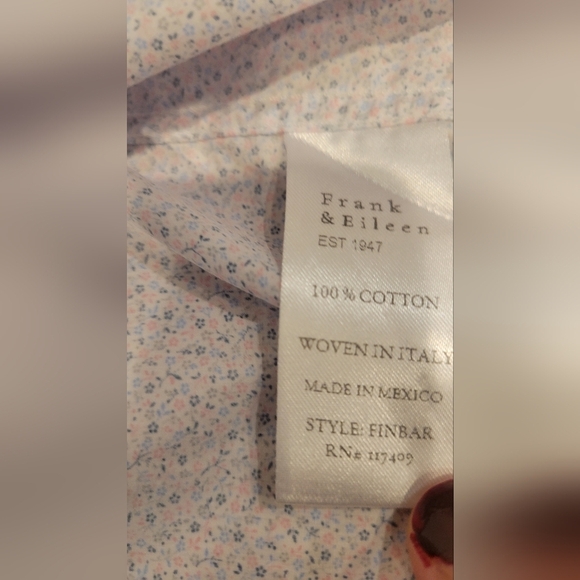 Frank
& Eileen
EST 1947
100% COTTON
WOVEN IN ITALY
MADE IN MEXICO
STYLE: FINBAR
RN# 117409